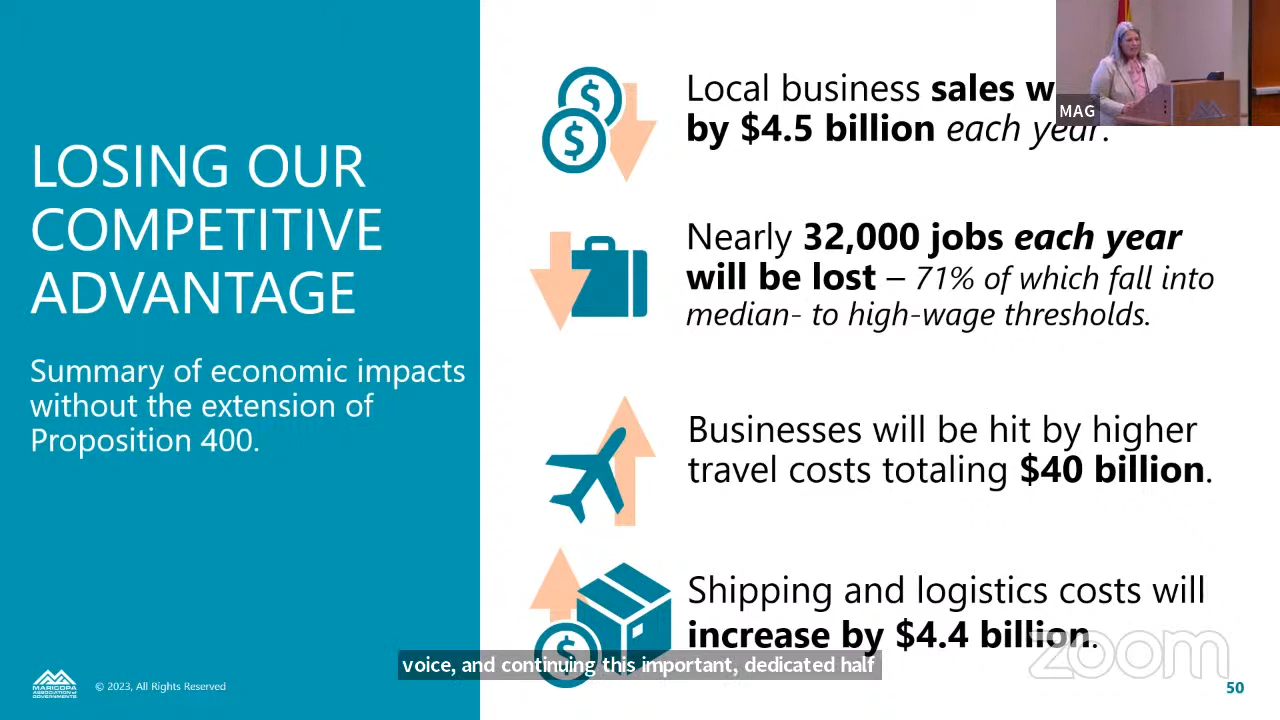 LOSING OUR
COMPETITIVE
ADVANTAGE
Summary of economic impacts
without the extension of
Proposition 400.
Local business sales w
by $4.5 billion each year.
Nearly 32,000 jobs each year
will be lost – 71% of which fall into
median- to high-wage thresholds.
Businesses will be hit by higher
travel costs totaling $40 billion.
Shipping and logistics costs will
increase by $4.4 billion.
MAG
voice, and continuing this important, dedicated half
zoom
MARICOPA
ASSOCIATION of
GOVERNMENTS
© 2023, All Rights Reserved
50